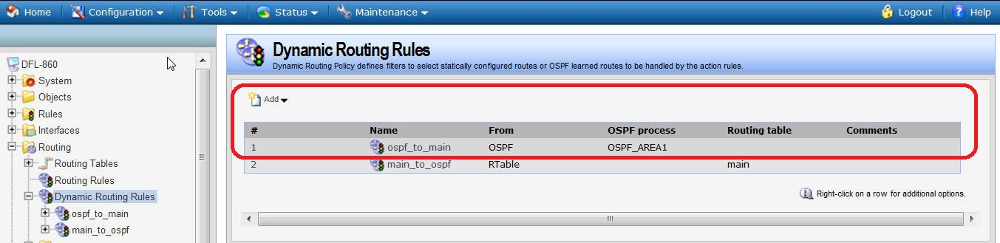 Home Configuration Tools Status Maintenance Logout Help
DFL-860
System
Objects
Rules
Interfaces
Routing
Routing Tables
Routing Rules
Dynamic Routing Rules
ospf_to_main
main_to_ospf
Dynamic Routing Rules
Dynamic Routing Policy defines filters to select statically configured routes or OSPF learned routes to be handled by the action rules.
Add
# Name From OSPF process Routing table Comments
1 ospf_to_main OSPF OSPF_AREA1
2 main_to_ospf RTable main
Right-click on a row for additional options.